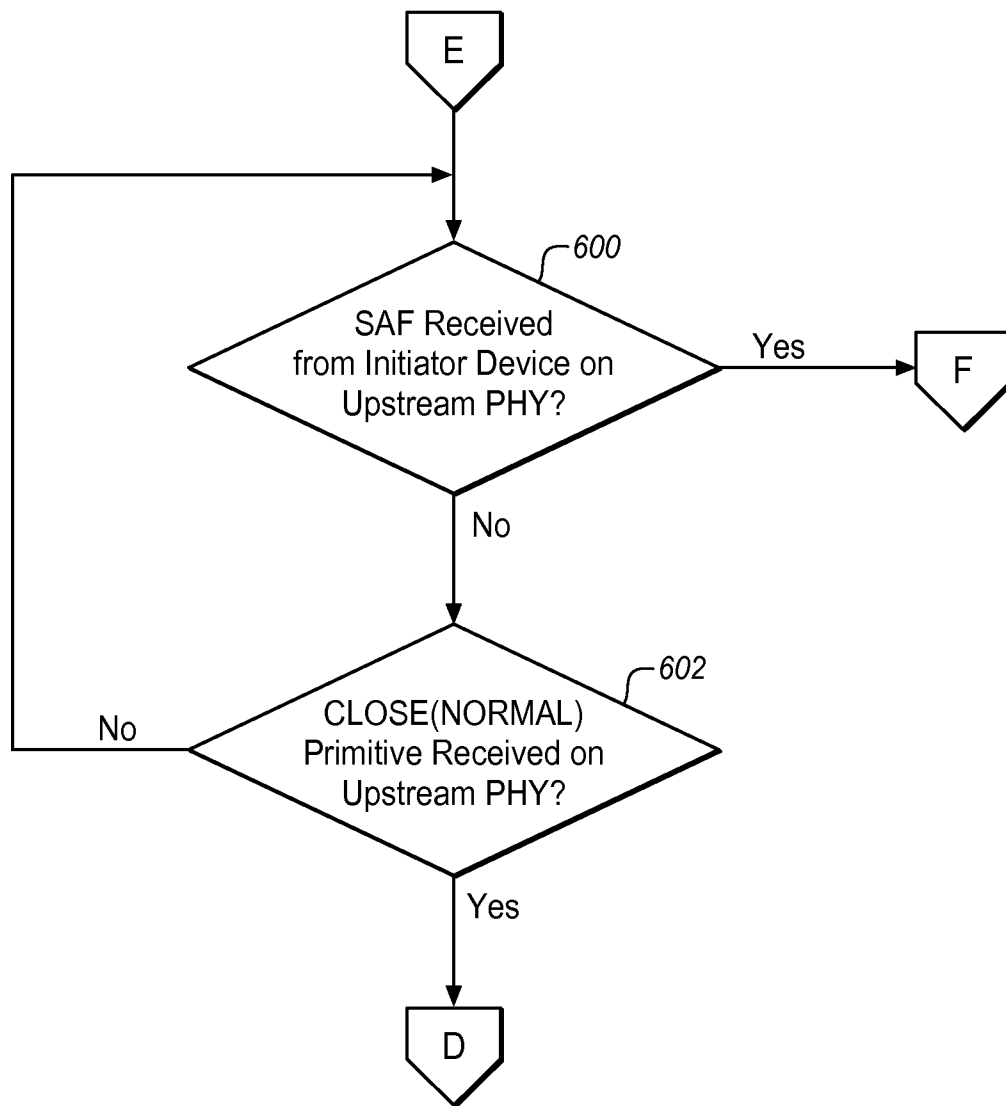 E
600
SAF Received
from Initiator Device on
Upstream PHY?
Yes
F
No
602
CLOSE(NORMAL)
Primitive Received on
Upstream PHY?
No
Yes
D